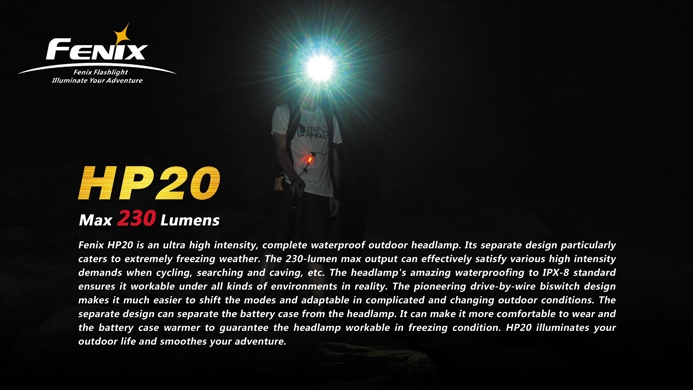 FENIX
Fenix Flashlight
Illuminate Your Adventure
HP20
Max 230 Lumens
Fenix HP20 is an ultra high intensity, complete waterproof outdoor headlamp. Its separate design particularly
caters to extremely freezing weather. The 230-lumen max output can effectively satisfy various high intensity
demands when cycling, searching and caving, etc. The headlamp's amazing waterproofing to IPX-8 standard
ensures it workable under all kinds of environments in reality. The pioneering drive-by-wire biswitch design
makes it much easier to shift the modes and adaptable in complicated and changing outdoor conditions. The
separate design can separate the battery case from the headlamp. It can make it more comfortable to wear and
the battery case warmer to guarantee the headlamp workable in freezing condition. HP20 illuminates your
outdoor life and smoothes your adventure.